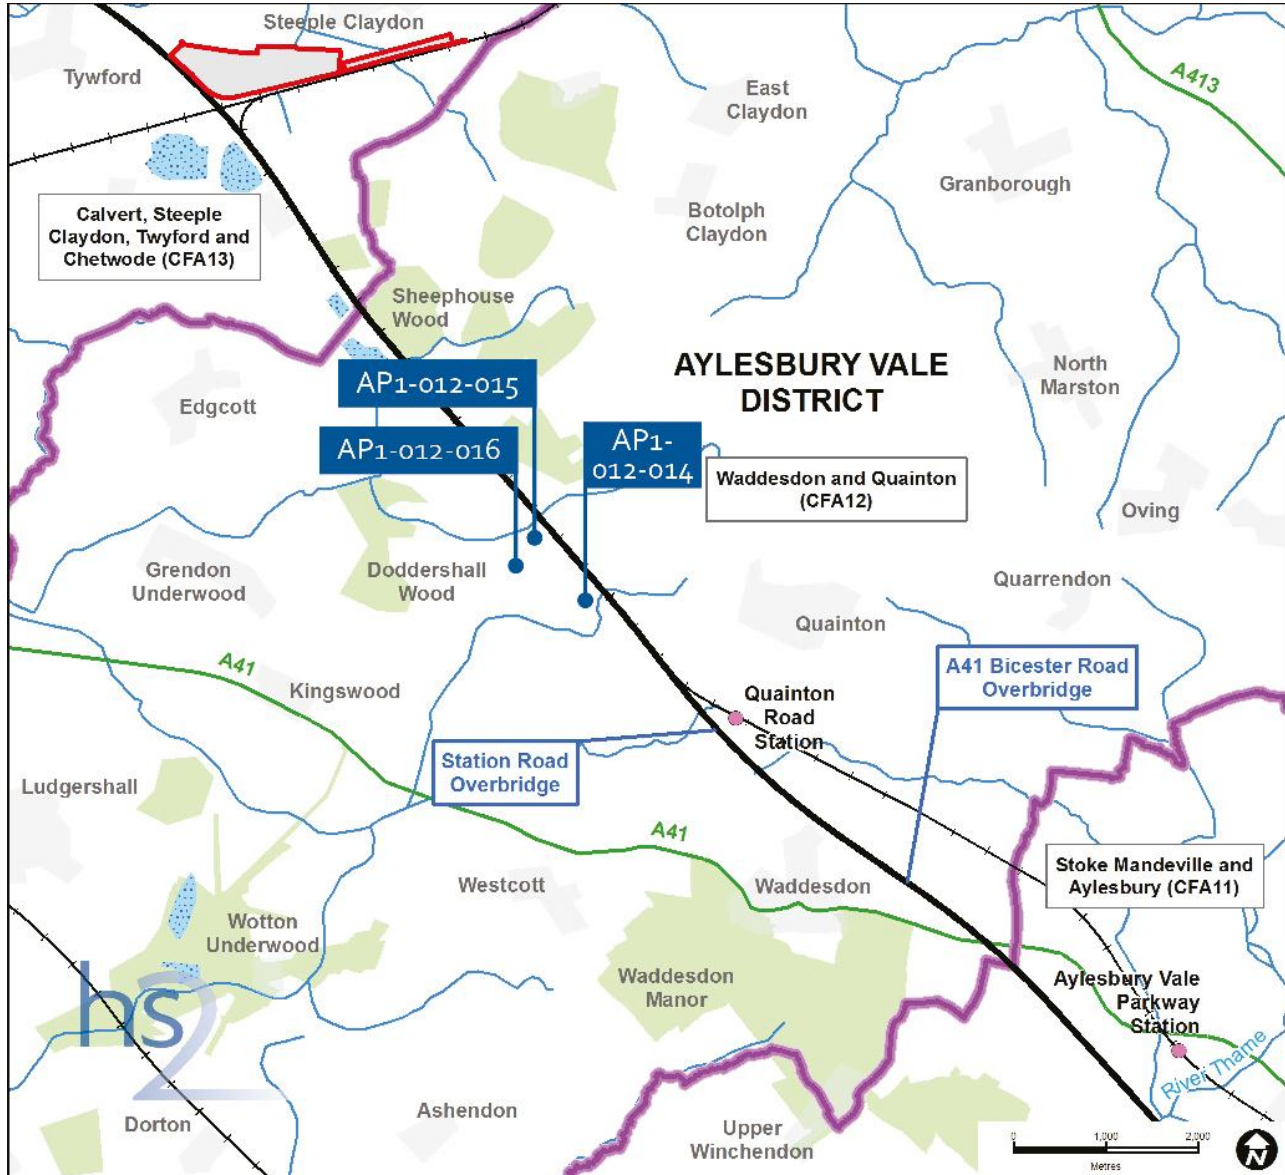 Steeple Claydon
Tywford
A413
East
Claydon
Granborough
Calvert, Steeple
Claydon, Twyford and
Chetwode (CFA13)
Botolph
Claydon
Sheephouse
Wood
AYLESBURY VALE
DISTRICT
North
Marston
AP1-012-015
Edgcott
AP1-012-016
AP1-
012-014
Waddesdon and Quainton
(CFA12)
Oving
Grendon
Underwood
Doddershall
Wood
Quarrendon
Quainton
A41
Kingswood
A41 Bicester Road
Overbridge
Quainton
Road
Station
Station Road
Overbridge
Ludgershall
A41
Westcott
Waddesdon
Stoke Mandeville and
Aylesbury (CFA11)
Wotton
Underwood
Waddesdon
Manor
Aylesbury Vale
Parkway
Station
hs2
River Thame
Dorton
Ashendon
Upper
Winchendon
0 1,000 2,000
Metres
N